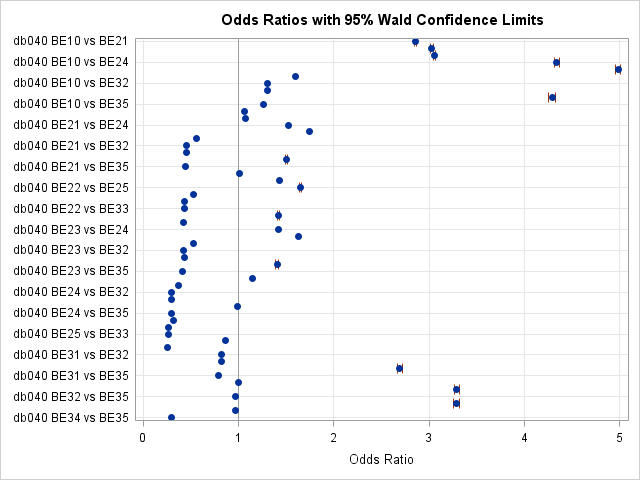 Odds Ratios with 95% Wald Confidence Limits
db040 BE10 vs BE21
db040 BE10 vs BE24
db040 BE10 vs BE32
db040 BE10 vs BE35
db040 BE21 vs BE24
db040 BE21 vs BE32
db040 BE21 vs BE35
db040 BE22 vs BE25
db040 BE22 vs BE33
db040 BE23 vs BE24
db040 BE23 vs BE32
db040 BE23 vs BE35
db040 BE24 vs BE32
db040 BE24 vs BE35
db040 BE25 vs BE33
db040 BE31 vs BE32
db040 BE31 vs BE35
db040 BE32 vs BE35
db040 BE34 vs BE35
0 1 2 3 4 5
Odds Ratio